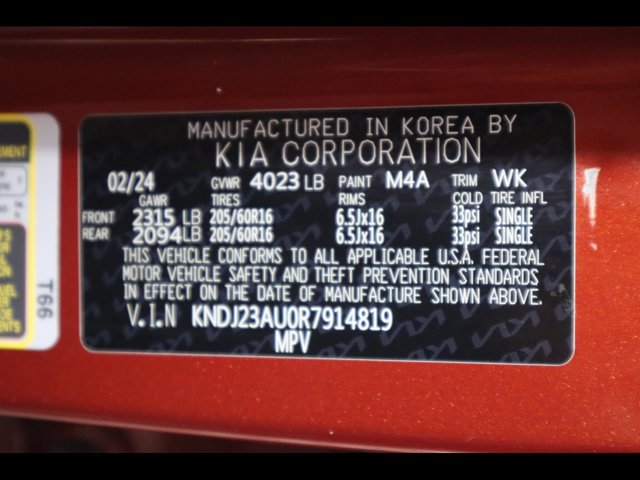 MANUFACTURED IN KOREA BY
KIA CORPORATION
02/24 GVWR 4023 LB PAINT M4A TRIM WK
GAWR TIRES RIMS COLD TIRE INFL
FRONT 2315 LB 205/60R16 6.5Jx16 33psi SINGLE
REAR 2094LB 205/60R16 6.5Jx16 33psi SINGLE
THIS VEHICLE CONFORMS TO ALL APPLICABLE U.S.A. FEDERAL
MOTOR VEHICLE SAFETY AND THEFT PREVENTION STANDARDS
IN EFFECT ON THE DATE OF MANUFACTURE SHOWN ABOVE.
V.I.N KNDJ23AU0R7914819
MPV
T66